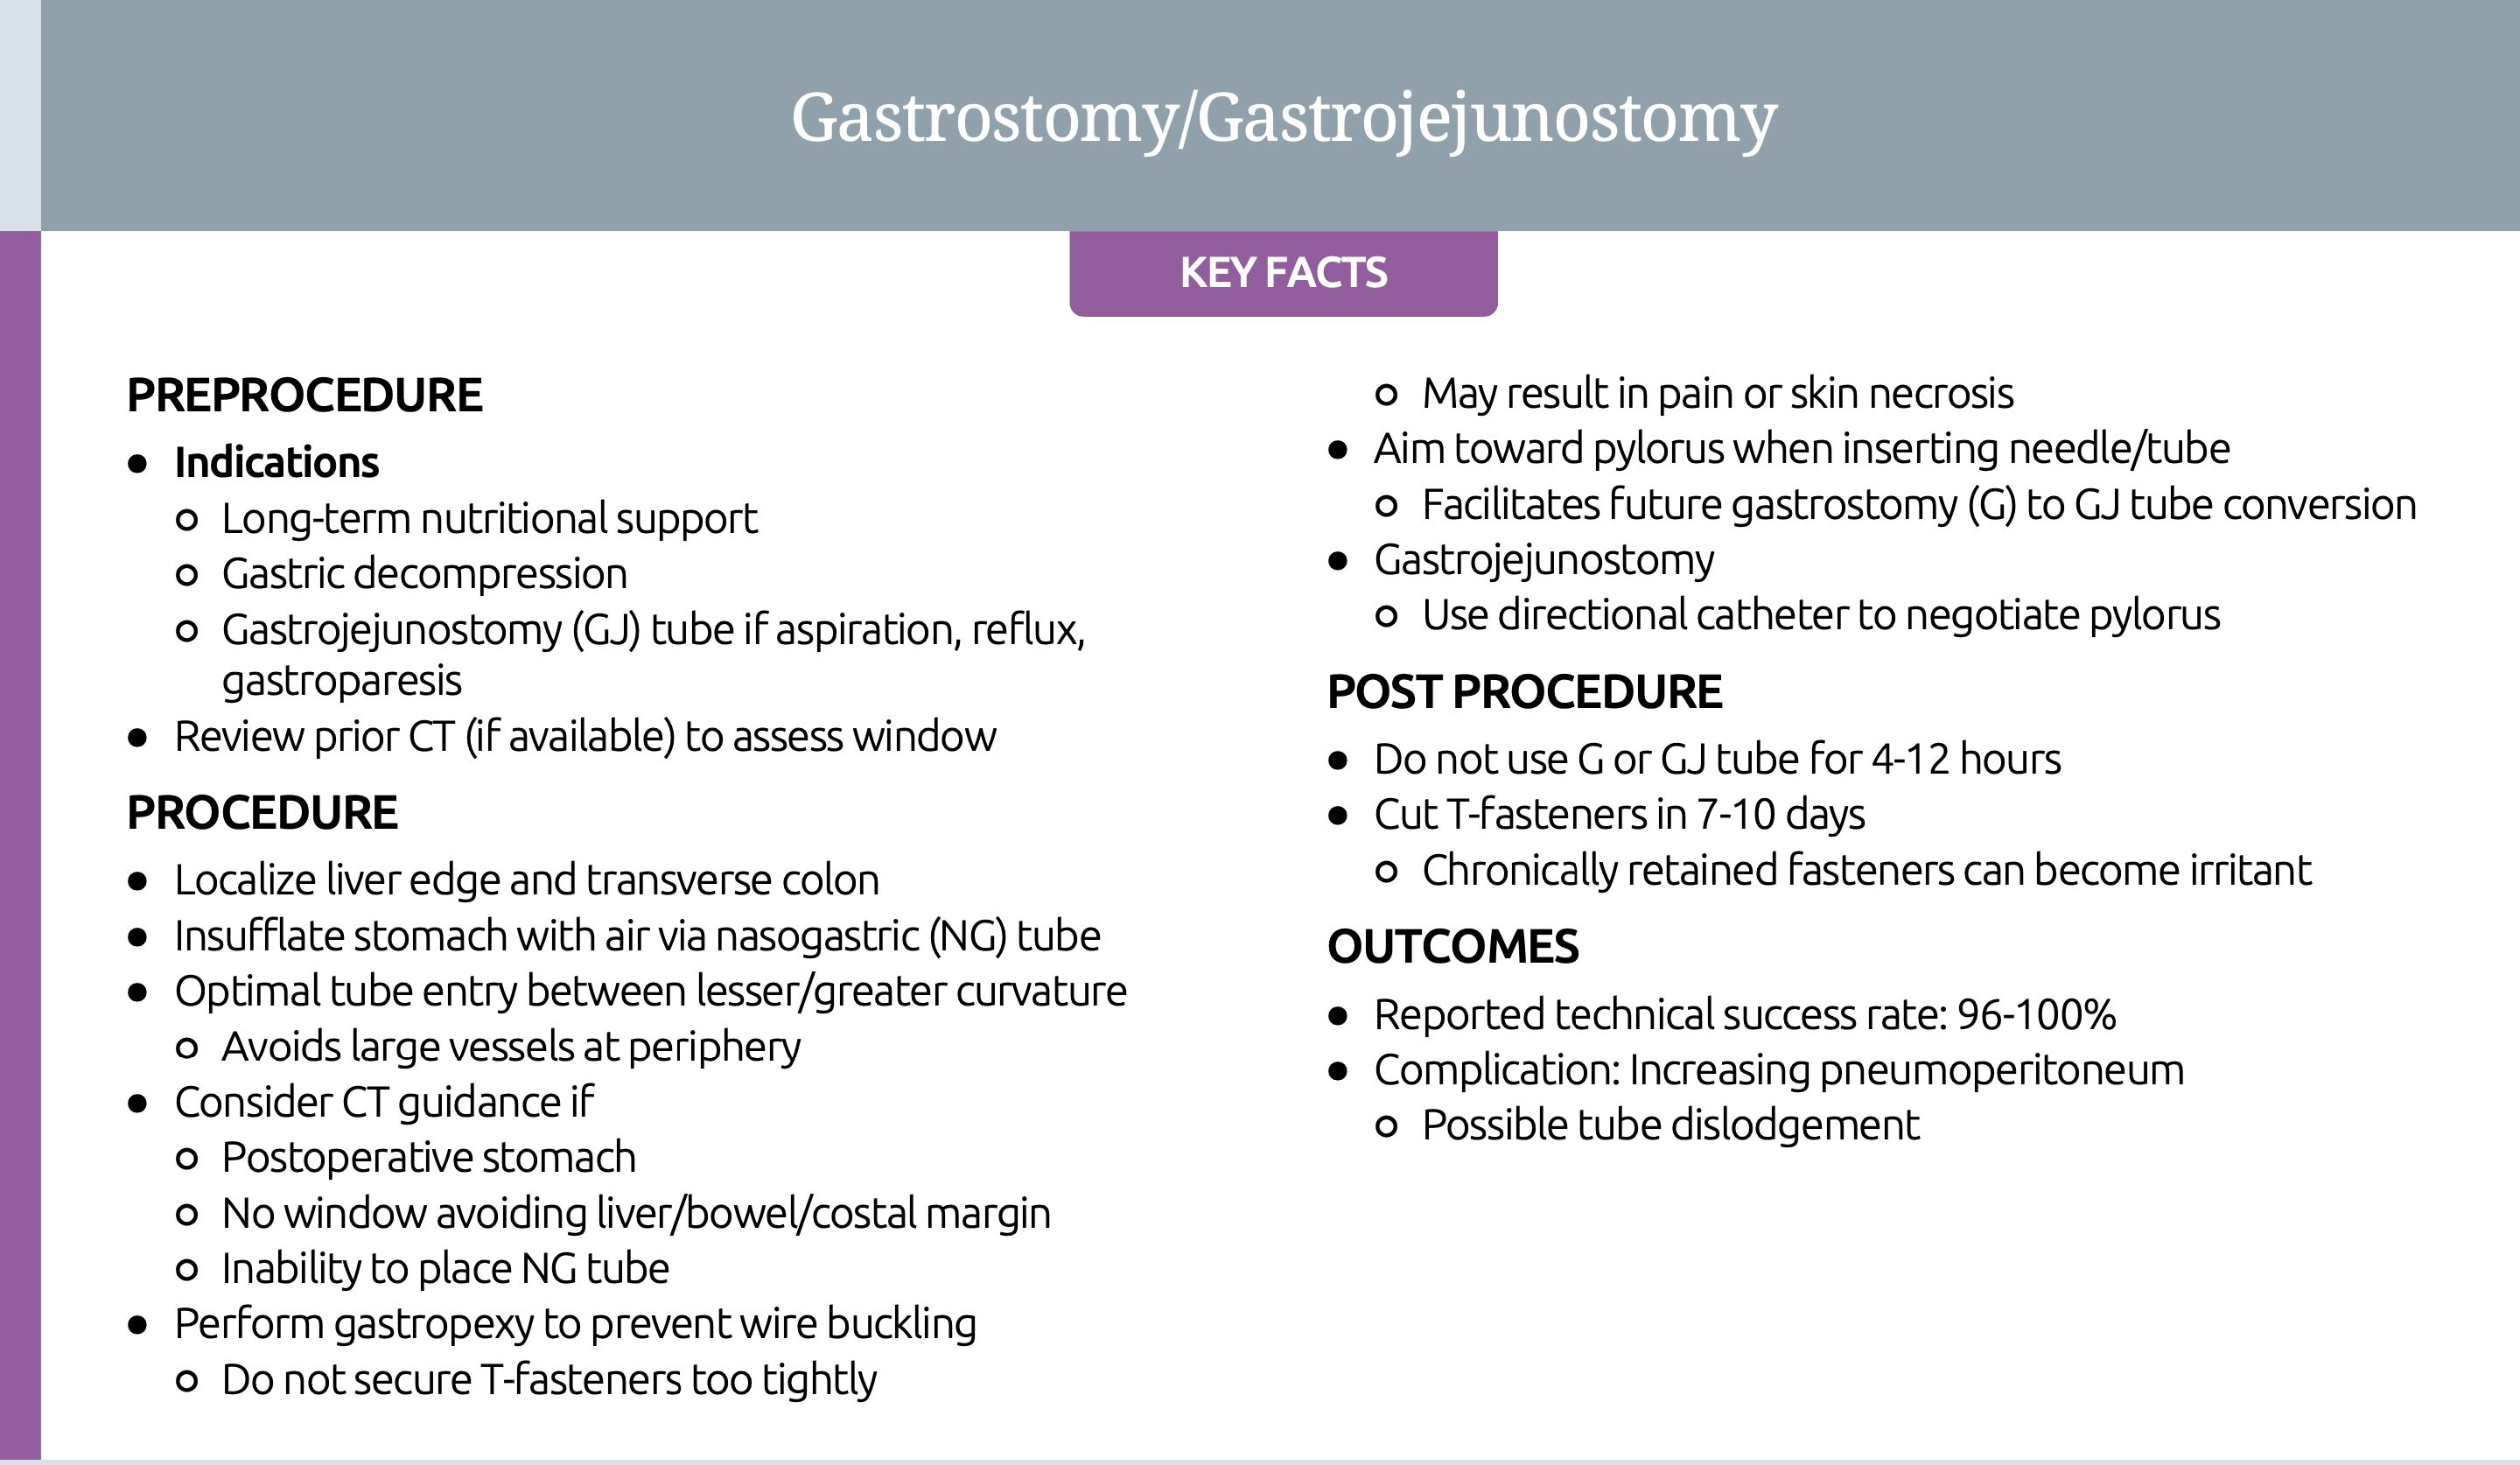 Gastrostomy/Gastrojejunostomy
KEY FACTS
PREPROCEDURE
● Indications
○ Long-term nutritional support
○ Gastric decompression
○ Gastrojejunostomy (GJ) tube if aspiration, reflux,
gastroparesis
● Review prior CT (if available) to assess window
PROCEDURE
● Localize liver edge and transverse colon
● Insufflate stomach with air via nasogastric (NG) tube
● Optimal tube entry between lesser/greater curvature
○ Avoids large vessels at periphery
● Consider CT guidance if
○ Postoperative stomach
○ No window avoiding liver/bowel/costal margin
○ Inability to place NG tube
● Perform gastropexy to prevent wire buckling
○ Do not secure T-fasteners too tightly
○ May result in pain or skin necrosis
● Aim toward pylorus when inserting needle/tube
○ Facilitates future gastrostomy (G) to GJ tube conversion
● Gastrojejunostomy
○ Use directional catheter to negotiate pylorus
POST PROCEDURE
● Do not use G or GJ tube for 4-12 hours
● Cut T-fasteners in 7-10 days
○ Chronically retained fasteners can become irritant
OUTCOMES
● Reported technical success rate: 96-100%
● Complication: Increasing pneumoperitoneum
○ Possible tube dislodgement